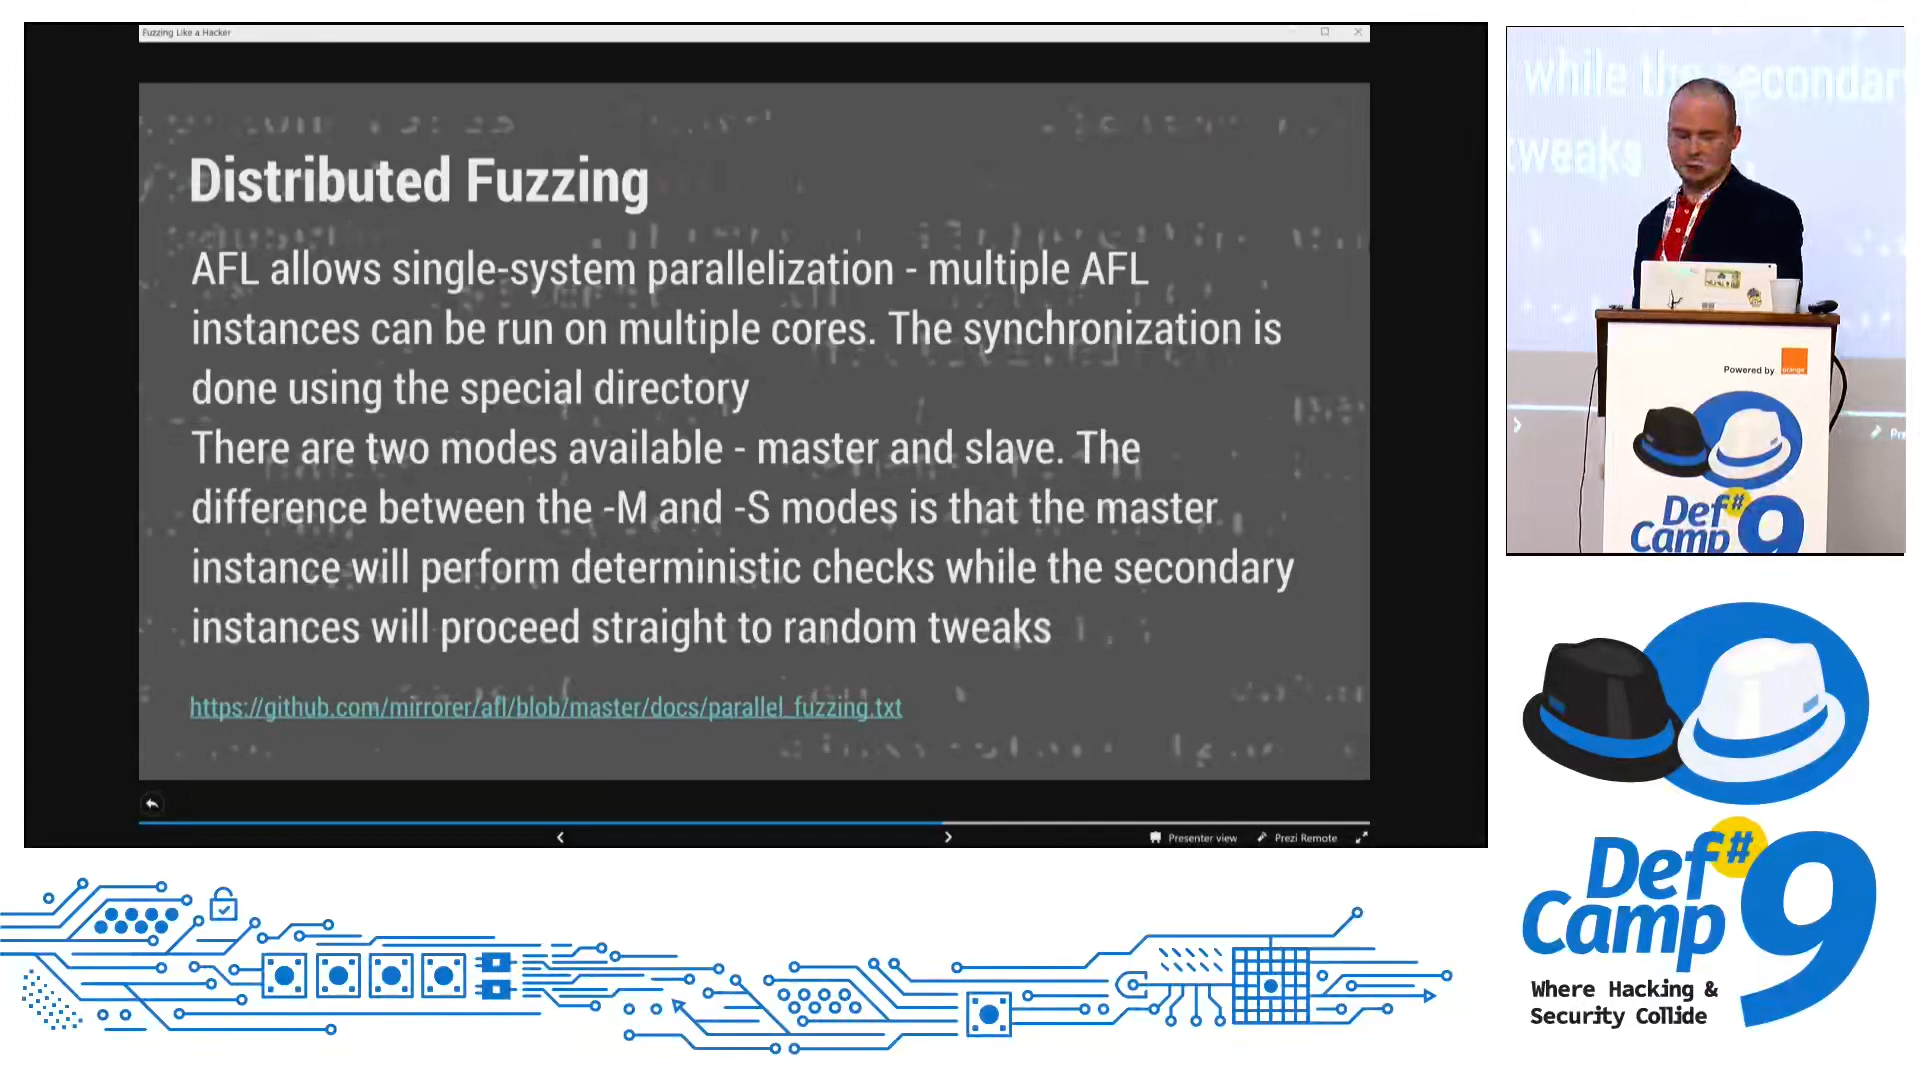 Fuzzing Like a Hacker
Distributed Fuzzing
AFL allows single-system parallelization - multiple AFL
instances can be run on multiple cores. The synchronization is
done using the special directory
There are two modes available - master and slave. The
difference between the -M and -S modes is that the master
instance will perform deterministic checks while the secondary
instances will proceed straight to random tweaks
https://github.com/mirrorer/afl/blob/master/docs/parallel_fuzzing.txt
Presenter view
Prezi Remote
while the secondary
tweaks
Powered by
orange
Def#
Camp 9
Def#
Camp 9
Where Hacking &
Security Collide